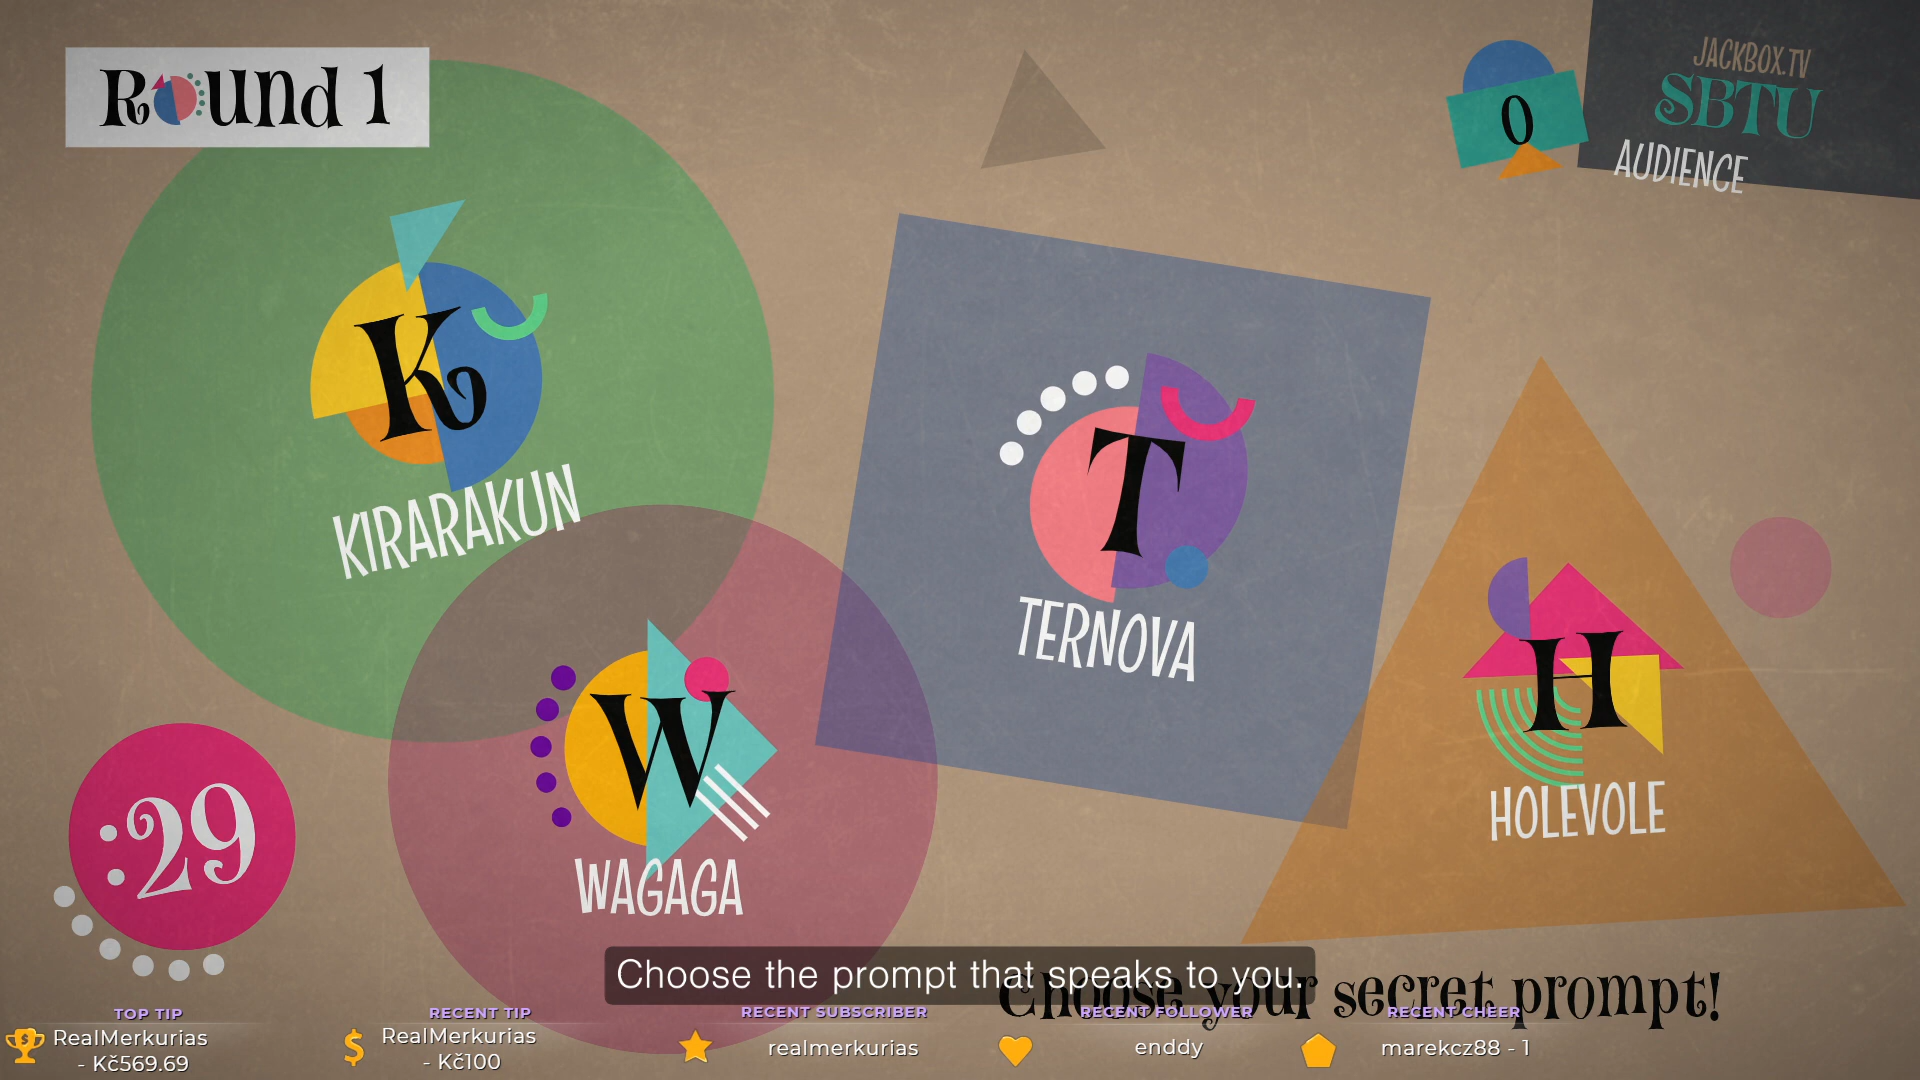 Round 1
JACKBOX.TV
SBTU
0
AUDIENCE
K
KIRARAKUN
T
TERNOVA
W
WAGAGA
H
HOLEVOLE
:29
Choose the prompt that speaks to you.
Choose your secret prompt!
TOP TIP
RealMerkurias
- Kč569.69
RECENT TIP
RealMerkurias
- Kč100
RECENT SUBSCRIBER
realmerkurias
RECENT FOLLOWER
enddy
RECENT CHEER
marekcz88 - 1